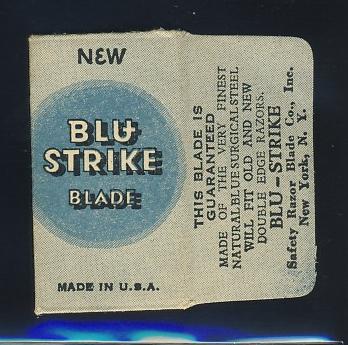 NEW
BLU
STRIKE
BLADE
MADE IN U.S.A.
THIS BLADE IS
GUARANTEED
MADE OF THE VERY FINEST
NATURAL BLUE SURGICAL STEEL
WILL FIT OLD AND NEW
DOUBLE EDGE RAZORS.
BLU-STRIKE
Safety Razor Blade Co., Inc.
New York, N. Y.